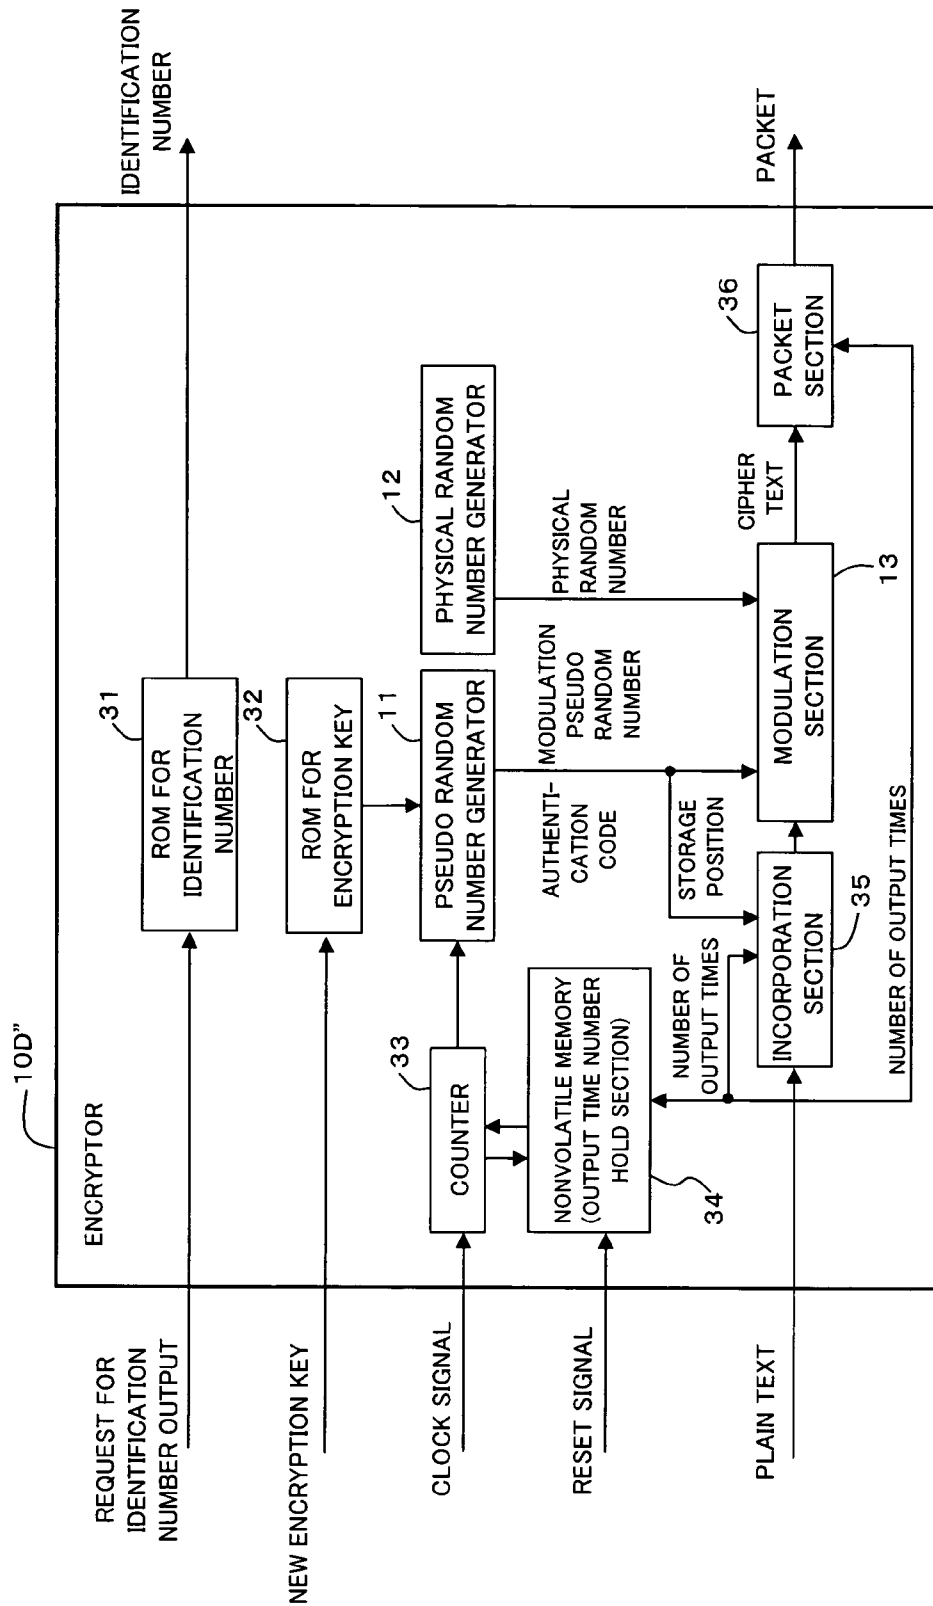 10D"
ENCRYPTOR
REQUEST FOR
IDENTIFICATION
NUMBER OUTPUT
31
ROM FOR
IDENTIFICATION
NUMBER
IDENTIFICATION
NUMBER
NEW ENCRYPTION KEY
32
ROM FOR
ENCRYPTION KEY
CLOCK SIGNAL
33
COUNTER
11
PSEUDO RANDOM
NUMBER GENERATOR
12
PHYSICAL RANDOM
NUMBER GENERATOR
RESET SIGNAL
NONVOLATILE MEMORY
(OUTPUT TIME NUMBER
HOLD SECTION)
34
AUTHENTI-
CATION
CODE
MODULATION
PSEUDO
RANDOM
NUMBER
PHYSICAL
RANDOM
NUMBER
NUMBER OF
OUTPUT TIMES
STORAGE
POSITION
CIPHER
TEXT
PLAIN TEXT
INCORPORATION
SECTION
35
MODULATION
SECTION
13
36
PACKET
SECTION
PACKET
NUMBER OF OUTPUT TIMES